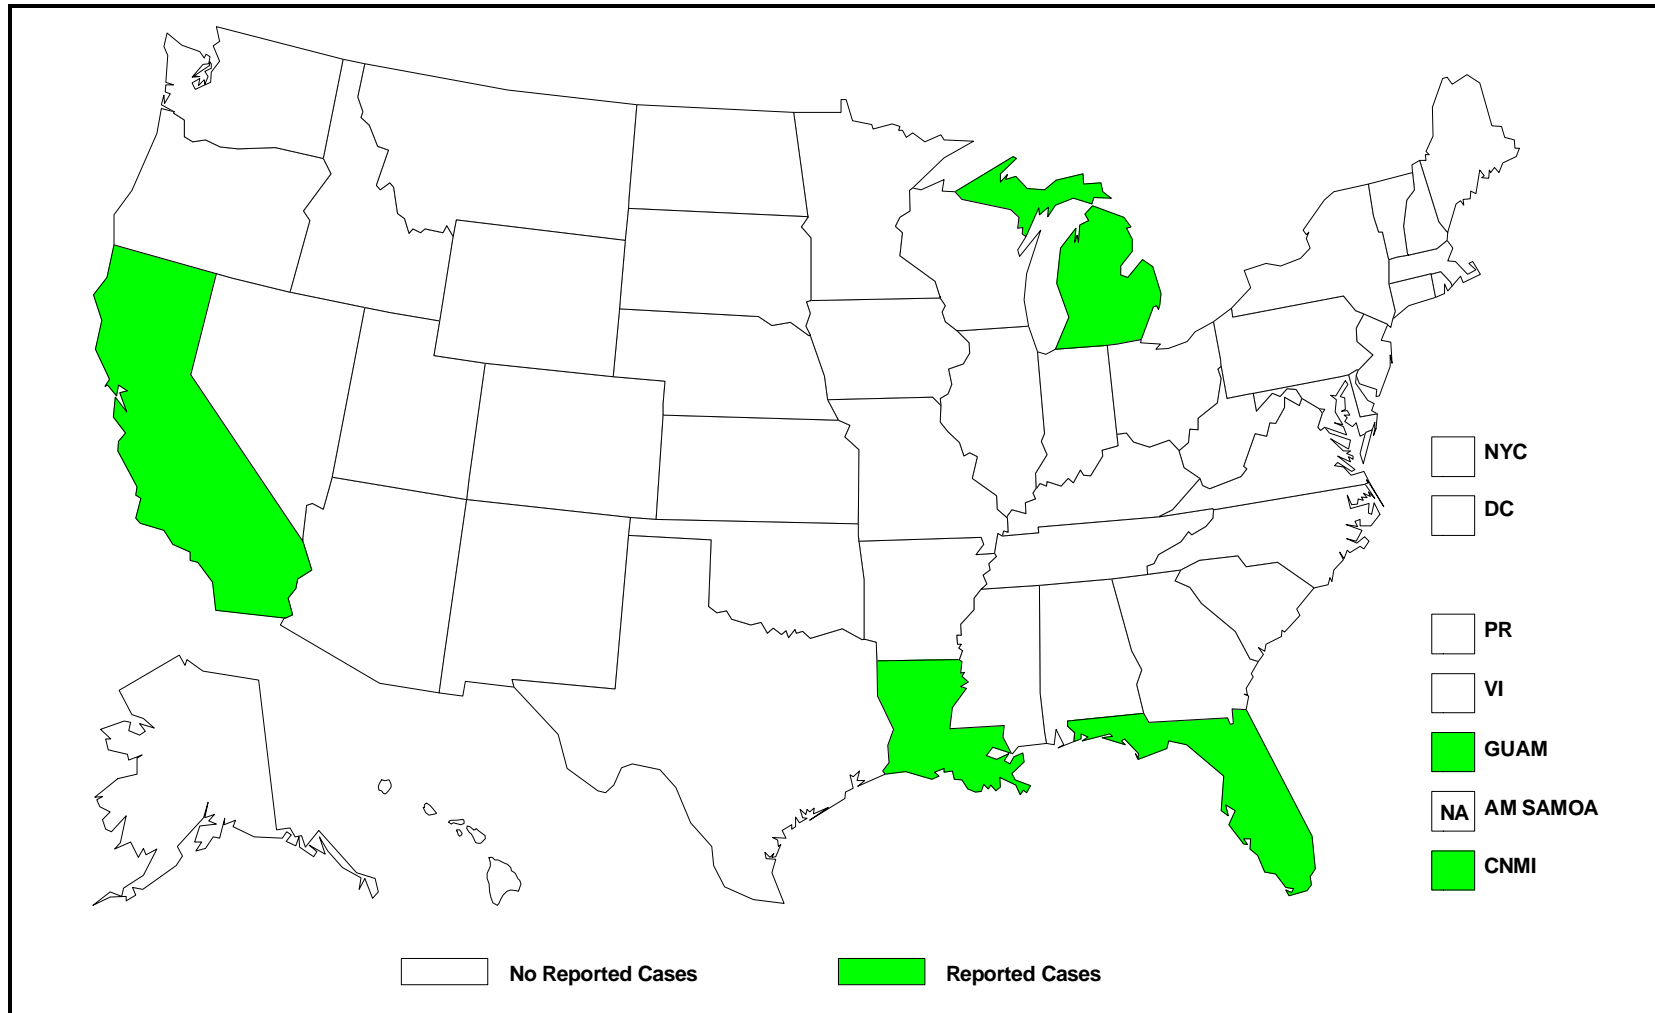 NYC
DC
PR
VI
GUAM
NA AM SAMOA
CNMI
No Reported Cases Reported Cases